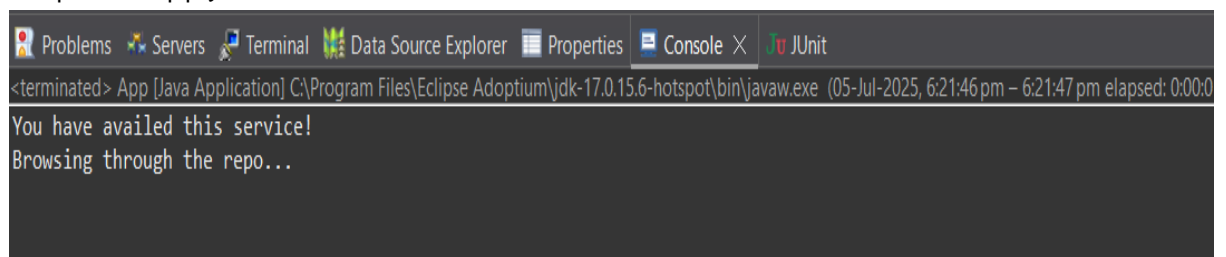 Problems Servers Terminal Data Source Explorer Properties Console JUnit
<terminated> App [Java Application] C:\Program Files\Eclipse Adoptium\jdk-17.0.15.6-hotspot\bin\javaw.exe (05-Jul-2025, 6:21:46 pm – 6:21:47 pm elapsed: 0:00:0
You have availed this service!
Browsing through the repo...